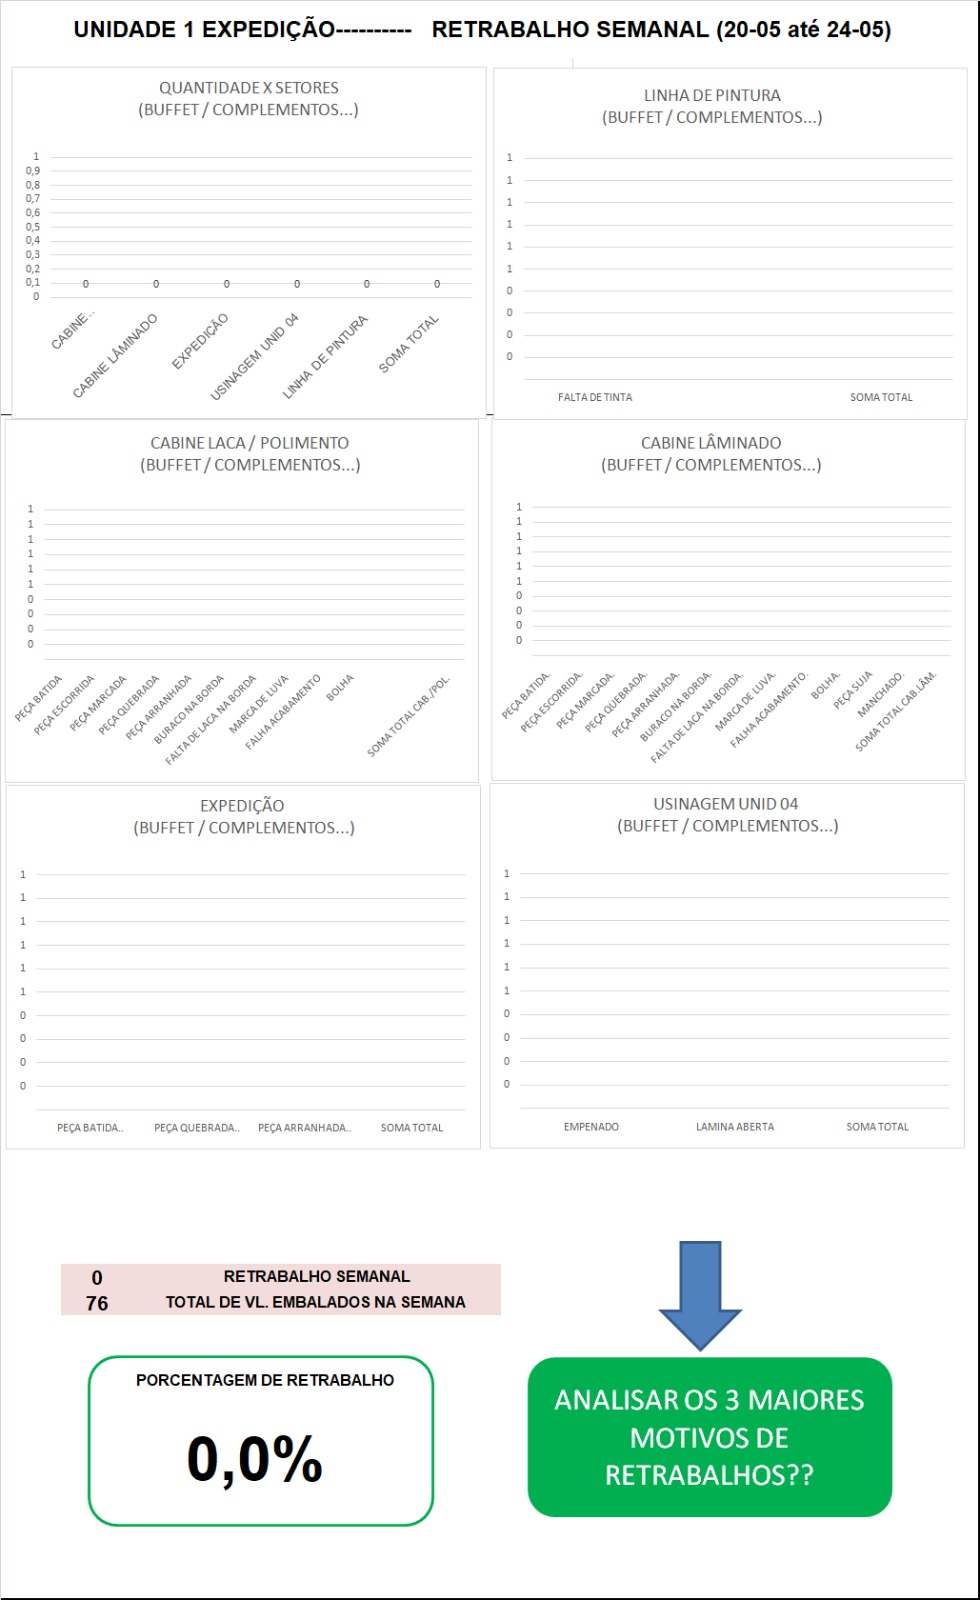 UNIDADE 1 EXPEDIÇÃO---------- RETRABALHO SEMANAL (20-05 até 24-05)
QUANTIDADE X SETORES
(BUFFET / COMPLEMENTOS...)
1
0,9
0,8
0,7
0,6
0,5
0,4
0,3
0,2
0,1
0
0 0 0 0 0 0
CABINE..
CABINE LÂMINADO
EXPEDIÇÃO
USINAGEM UNID 04
LINHA DE PINTURA
SOMA TOTAL
LINHA DE PINTURA
(BUFFET / COMPLEMENTOS...)
1
1
1
1
1
1
0
0
0
0
FALTA DE TINTA SOMA TOTAL
CABINE LACA / POLIMENTO
(BUFFET / COMPLEMENTOS...)
1
1
1
1
1
1
0
0
0
0
PEÇA BATIDA
PEÇA ESCORRIDA
PEÇA MARCADA
PEÇA QUEBRADA
PEÇA ARRANHADA
BURACO NA BORDA
FALTA DE LACA NA BORDA
MARCA DE LUVA
FALHA ACABAMENTO
BOLHA
SOMA TOTAL CAB./POL.
CABINE LÂMINADO
(BUFFET / COMPLEMENTOS...)
1
1
1
1
1
1
0
0
0
0
PEÇA BATIDA.
PEÇA ESCORRIDA.
PEÇA MARCADA.
PEÇA QUEBRADA.
PEÇA ARRANHADA.
BURACO NA BORDA.
FALTA DE LACA NA BORDA.
MARCA DE LUVA.
FALHA ACABAMENTO.
BOLHA.
PEÇA SUJA
MANCHADO.
SOMA TOTAL CAB.LÂM.
EXPEDIÇÃO
(BUFFET / COMPLEMENTOS...)
1
1
1
1
1
1
0
0
0
0
PEÇA BATIDA.. PEÇA QUEBRADA.. PEÇA ARRANHADA.. SOMA TOTAL
USINAGEM UNID 04
(BUFFET / COMPLEMENTOS...)
1
1
1
1
1
1
0
0
0
0
EMPENADO LAMINA ABERTA SOMA TOTAL
0 RETRABALHO SEMANAL
76 TOTAL DE VL. EMBALADOS NA SEMANA
PORCENTAGEM DE RETRABALHO
0,0%
ANALISAR OS 3 MAIORES
MOTIVOS DE
RETRABALHOS??